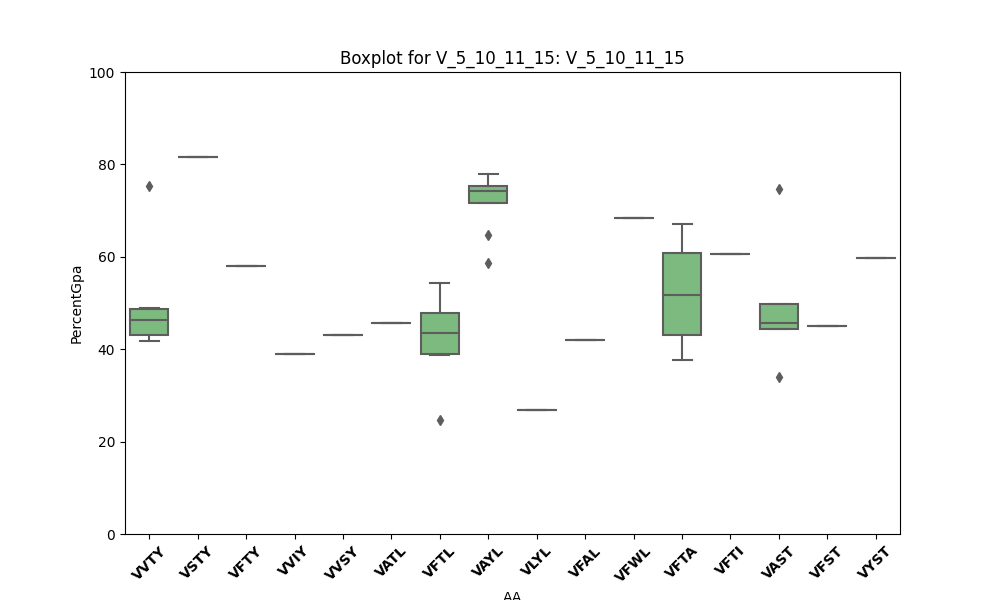 Boxplot for V_5_10_11_15: V_5_10_11_15
100
80
60
40
20
0
PercentGpa
VVTY VSTY VFTY VVIY VVSY VATL VFTL VAYL VLYL VFAL VFWL VFTA VFTI VAST VFST VYST
AA